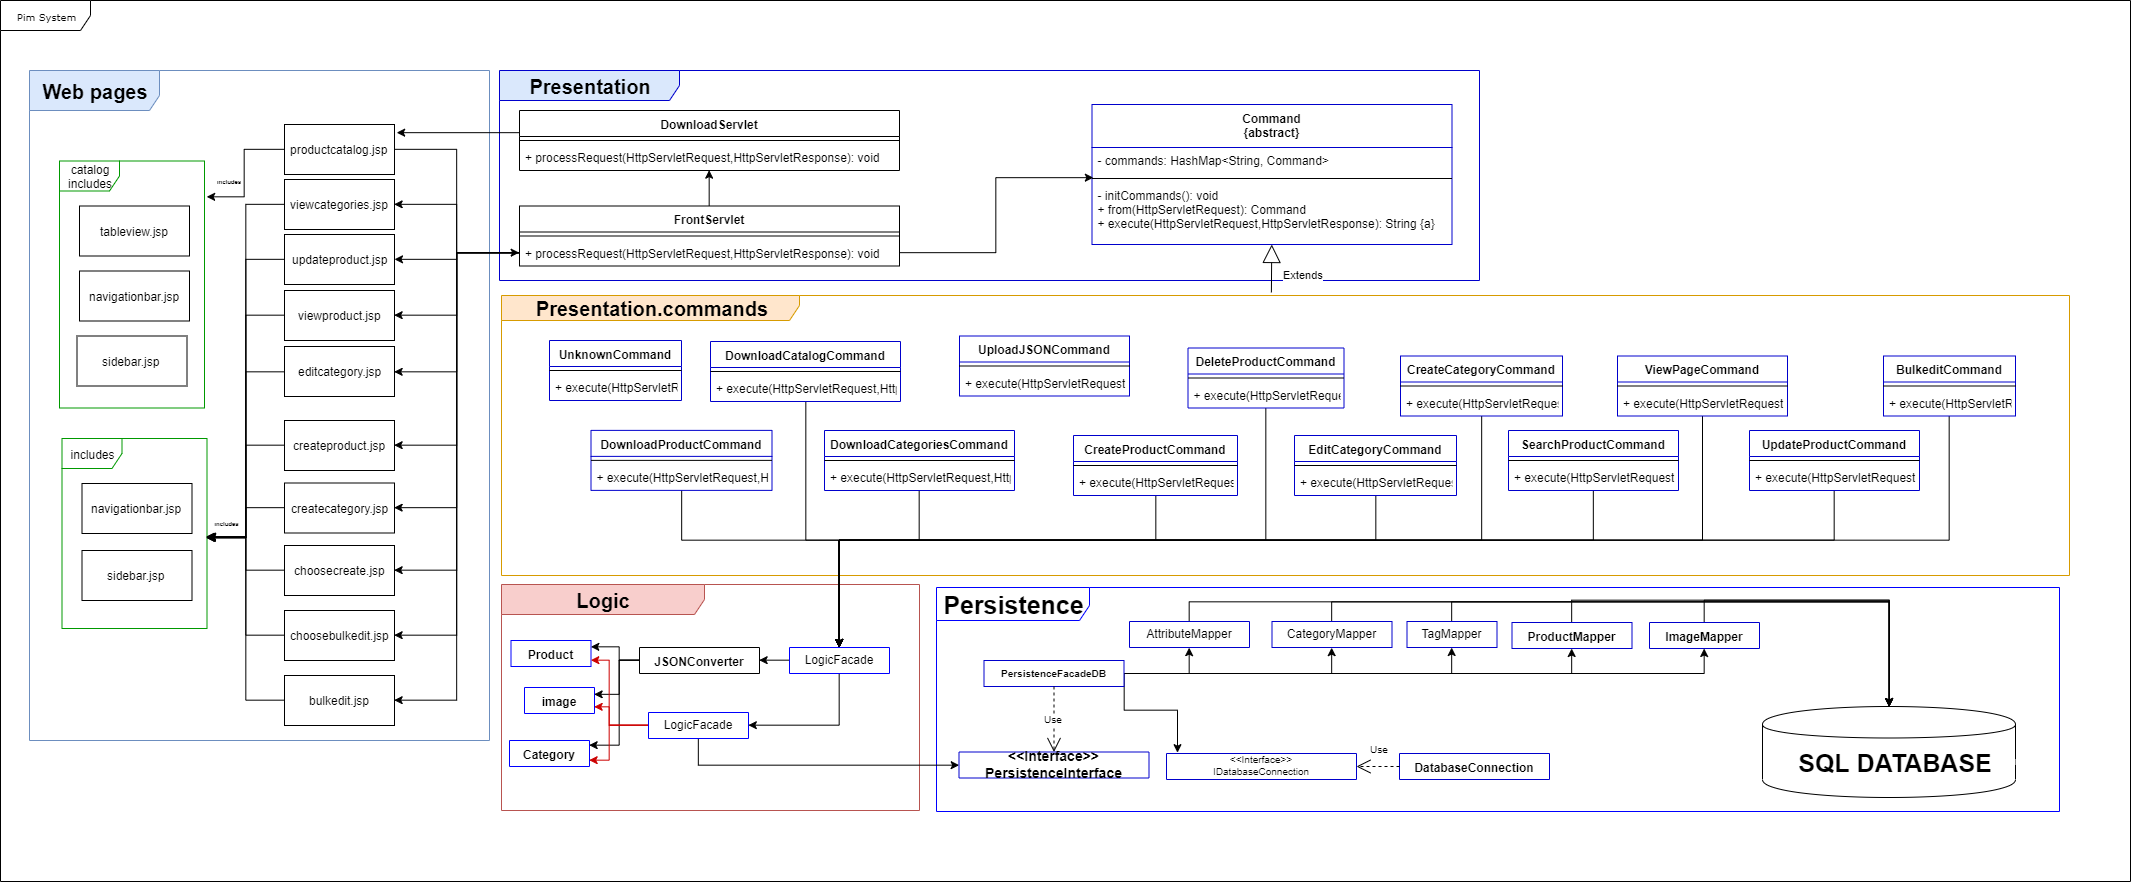 Pim System
Web pages
catalog
includes
tableview.jsp
navigationbar.jsp
sidebar.jsp
includes
navigationbar.jsp
sidebar.jsp
includes
includes
productcatalog.jsp
viewcategories.jsp
updateproduct.jsp
viewproduct.jsp
editcategory.jsp
createproduct.jsp
createcategory.jsp
choosecreate.jsp
choosebulkedit.jsp
bulkedit.jsp
Presentation
DownloadServlet
+ processRequest(HttpServletRequest,HttpServletResponse): void
FrontServlet
+ processRequest(HttpServletRequest,HttpServletResponse): void
Command
{abstract}
- commands: HashMap<String, Command>
- initCommands(): void
+ from(HttpServletRequest): Command
+ execute(HttpServletRequest,HttpServletResponse): String {a}
Extends
Presentation.commands
UnknownCommand
+ execute(HttpServletR
DownloadCatalogCommand
+ execute(HttpServletRequest,Htt
UploadJSONCommand
+ execute(HttpServletRequest
DeleteProductCommand
+ execute(HttpServletReque
CreateCategoryCommand
+ execute(HttpServletReques
ViewPageCommand
+ execute(HttpServletRequest
BulkeditCommand
+ execute(HttpServletR
DownloadProductCommand
+ execute(HttpServletRequest,H
DownloadCategoriesCommand
+ execute(HttpServletRequest,Htt
CreateProductCommand
+ execute(HttpServletReques
EditCategoryCommand
+ execute(HttpServletReques
SearchProductCommand
+ execute(HttpServletRequest
UpdateProductCommand
+ execute(HttpServletRequest
Logic
Product
image
Category
JSONConverter
LogicFacade
LogicFacade
Persistence
AttributeMapper
CategoryMapper
TagMapper
ProductMapper
ImageMapper
PersistenceFacadeDB
Use
<<Interface>>
PersistenceInterface
<<Interface>>
IDatabaseConnection
Use
DatabaseConnection
SQL DATABASE